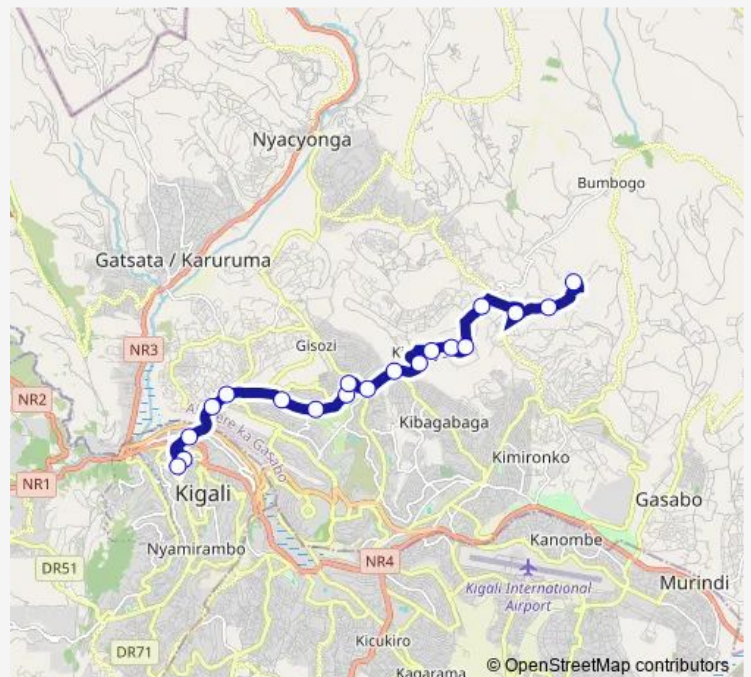 Nyacyonga
Bumbogo
Gatsata / Karuruma
NR3
Gisozi
NR2
Kibagabaga
Kimironko
NR1
Kigali
Gasabo
Kanombe
Nyamirambo
NR4
Kigali International
Airport
Murindi
DR51
Kicukiro
DR71
Kagarama
© OpenStreetMap contributors